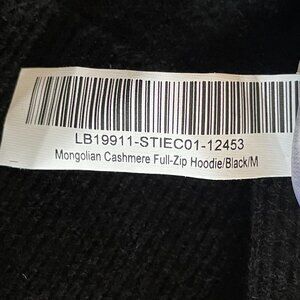 LB19911-STIEC01-12453
Mongolian Cashmere Full-Zip Hoodie/Black/M